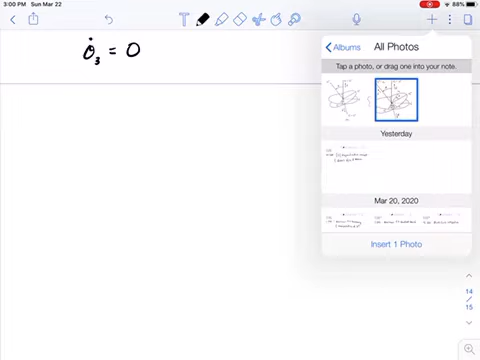 3:00 PM Sun Mar 22
88%
T
Albums
All Photos
Tap a photo, or drag one into your note.
Yesterday
Mar 20, 2020
Insert 1 Photo
θ̇₃ = 0
14
/
15